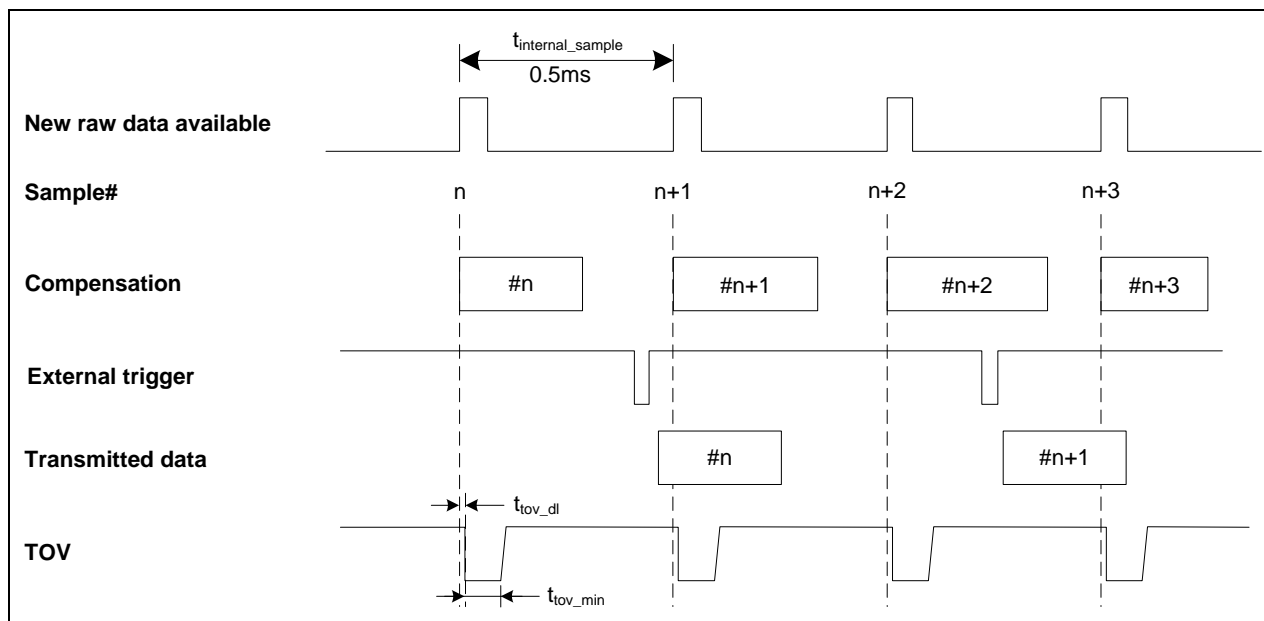 t_internal_sample
0.5ms
New raw data available
Sample#
n n+1 n+2 n+3
Compensation
#n #n+1 #n+2 #n+3
External trigger
Transmitted data
#n #n+1
t_tov_dl
TOV
t_tov_min